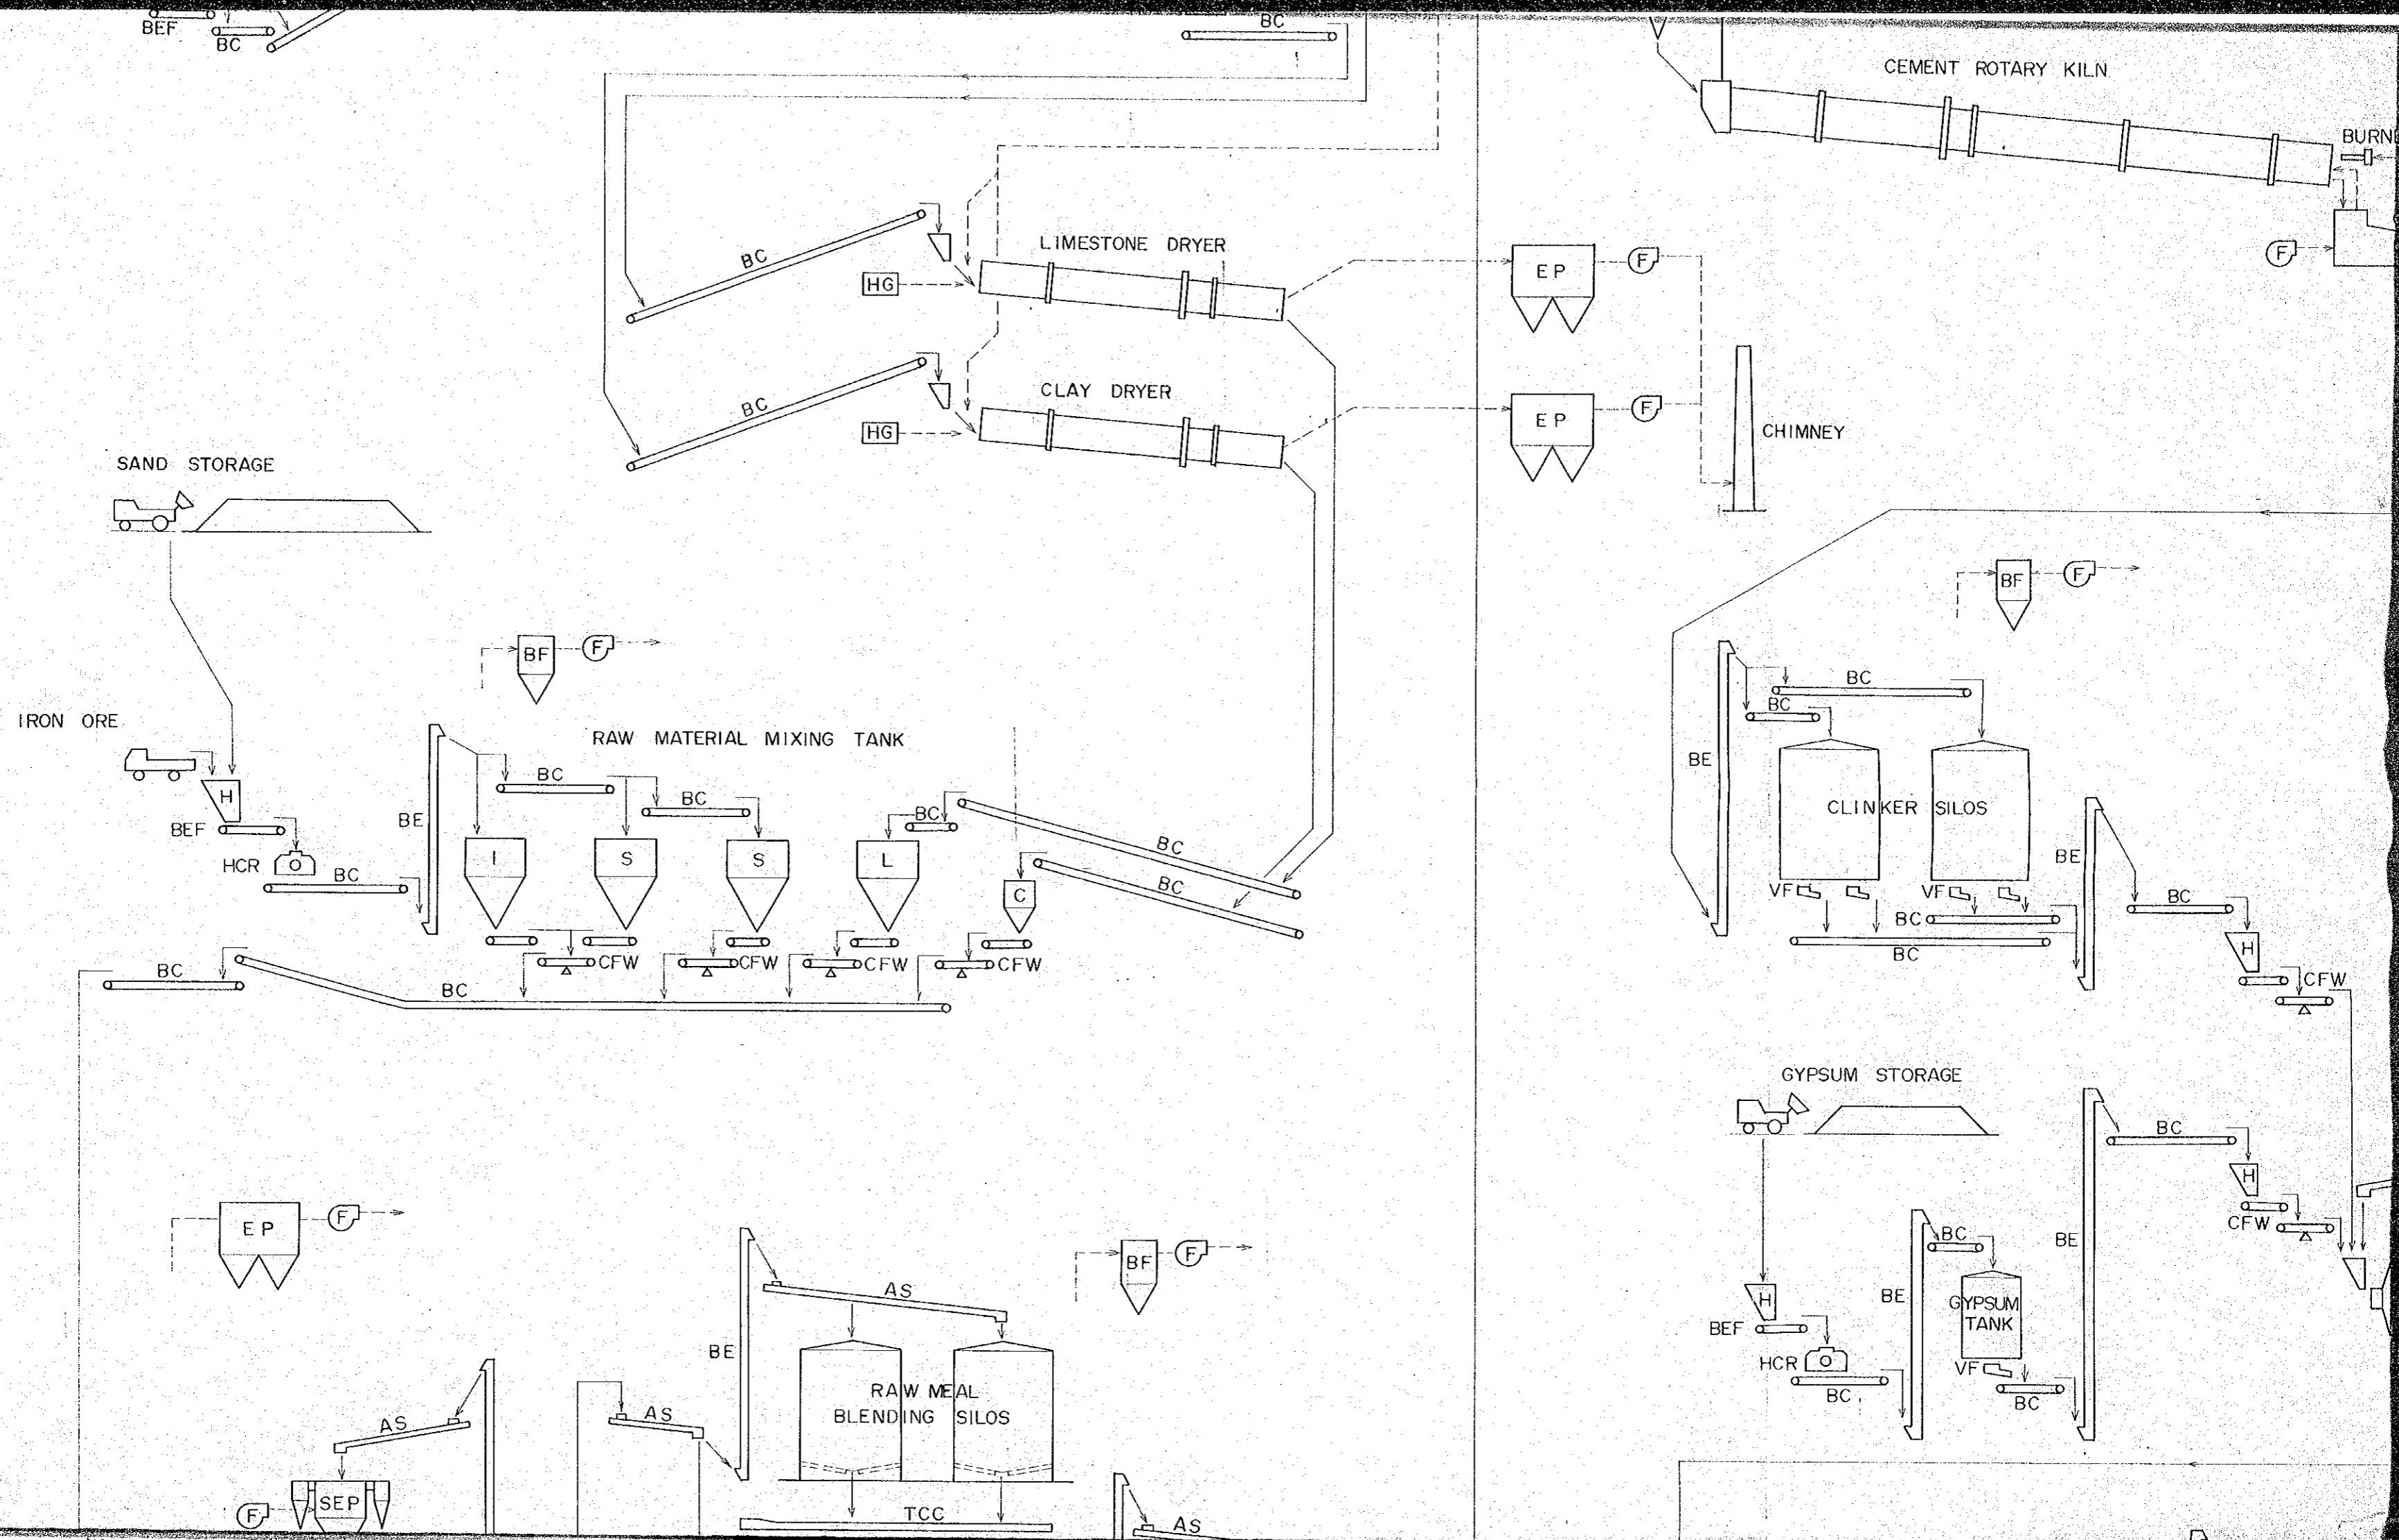 BEF
BC
BC
CEMENT ROTARY KILN
BURN
BC
LIMESTONE DRYER
HG
EP
F
F
BC
CLAY DRYER
HG
EP
F
CHIMNEY
SAND STORAGE
BF
F
BF
F
IRON ORE
RAW MATERIAL MIXING TANK
BC
BC
BC
BC
BC
H
BEF
BE
HCR
BC
I
S
S
L
C
BC
BC
BE
CLINKER SILOS
BE
VF
VF
BC
BC
BC
H
CFW
CFW
CFW
CFW
CFW
BC
BC
GYPSUM STORAGE
BC
H
CFW
BE
EP
F
BF
F
BE
AS
BC
BE
GYPSUM
TANK
H
BEF
HCR
BC
VF
BC
RAW MEAL
BLENDING SILOS
AS
AS
SEP
F
TCC
AS